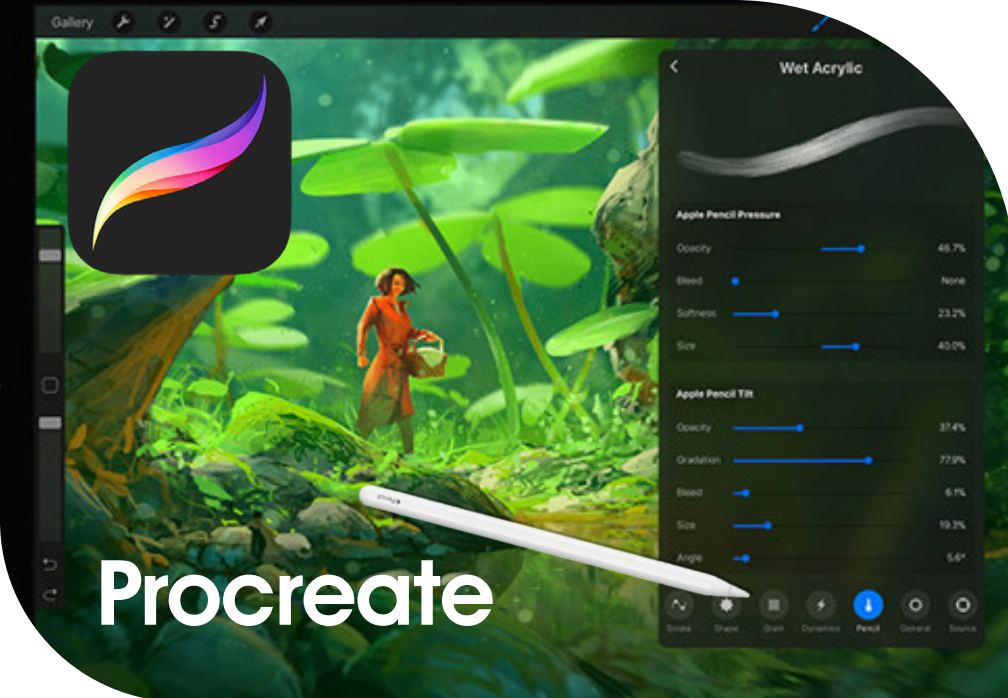 Gallery
Wet Acrylic
Apple Pencil Pressure
Opacity 46.7%
Bleed None
Softness 23.2%
Size 40.0%
Apple Pencil Tilt
Opacity 37.4%
Gradation 77.9%
Bleed 6.1%
Size 19.3%
Angle 5.6°
Pencil
Procreate
Stroke Shape Grain Dynamics Pencil General Source